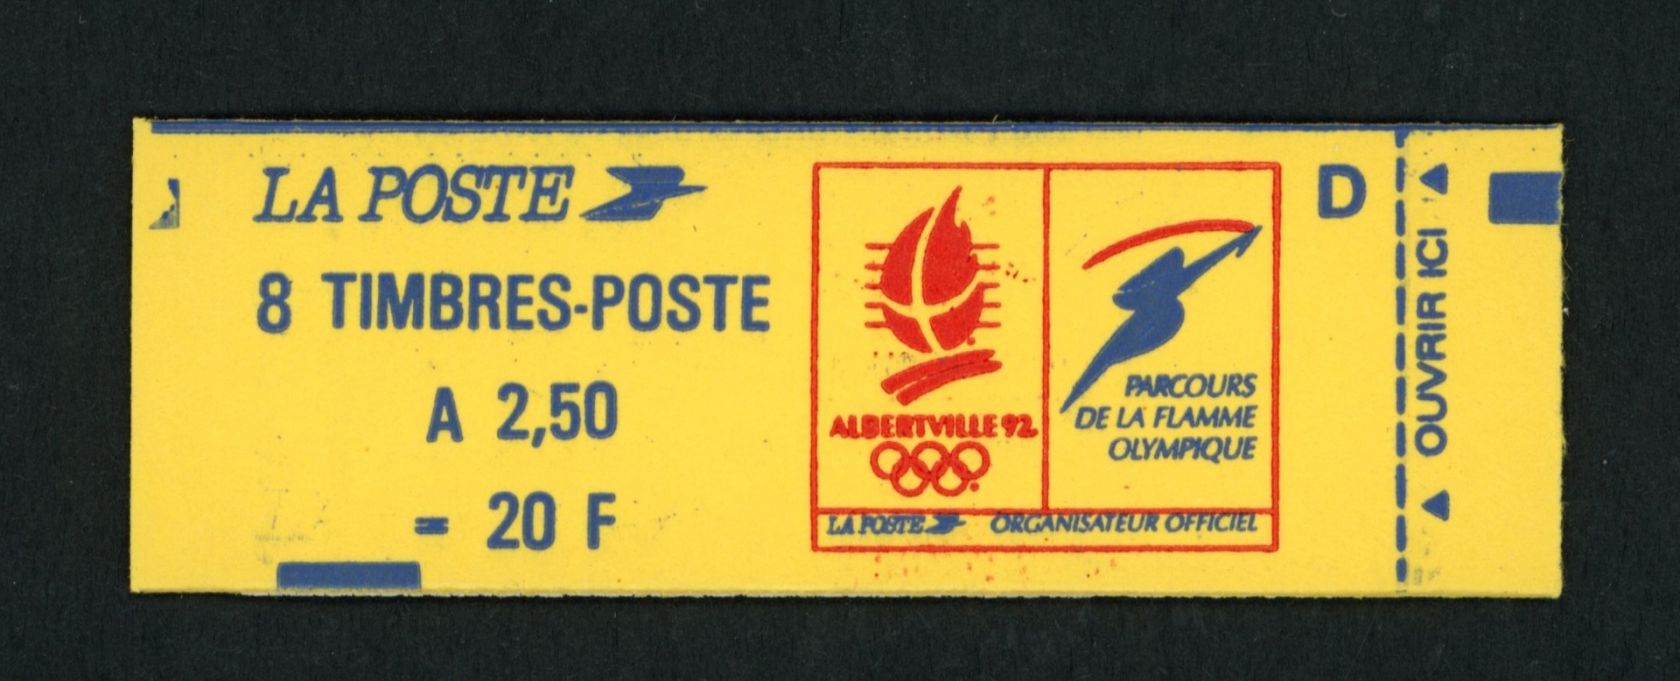 LA POSTE
8 TIMBRES-POSTE
A 2,50
= 20 F
ALBERTVILLE 92
PARCOURS
DE LA FLAMME
OLYMPIQUE
LA POSTE ORGANISATEUR OFFICIEL
D
OUVRIR ICI